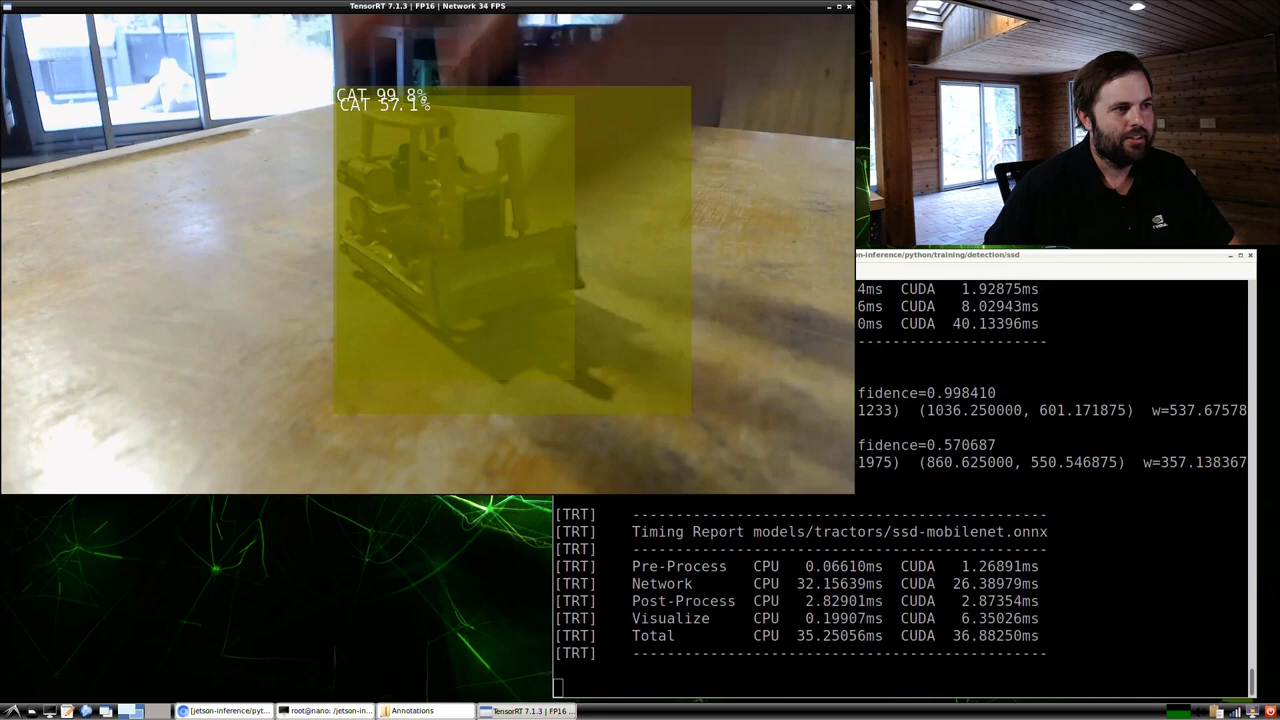 TensorRT 7.1.3 | FP16 | Network 34 FPS
CAT 99.8%
CAT 57.1%
NVIDIA
n-inference/python/training/detection/ssd
4ms CUDA 1.92875ms
6ms CUDA 8.02943ms
0ms CUDA 40.13396ms
------------------------------------------------
fidence=0.998410
1233) (1036.250000, 601.171875) w=537.67578
fidence=0.570687
1975) (860.625000, 550.546875) w=357.138367
[TRT] ------------------------------------------------
[TRT] Timing Report models/tractors/ssd-mobilenet.onnx
[TRT] ------------------------------------------------
[TRT] Pre-Process CPU 0.06610ms CUDA 1.26891ms
[TRT] Network CPU 32.15639ms CUDA 26.38979ms
[TRT] Post-Process CPU 2.82901ms CUDA 2.87354ms
[TRT] Visualize CPU 0.19907ms CUDA 6.35026ms
[TRT] Total CPU 35.25056ms CUDA 36.88250ms
[TRT] ------------------------------------------------
[jetson-inference/pyt...
root@nano: /jetson-in...
Annotations
TensorRT 7.1.3 | FP16 ...